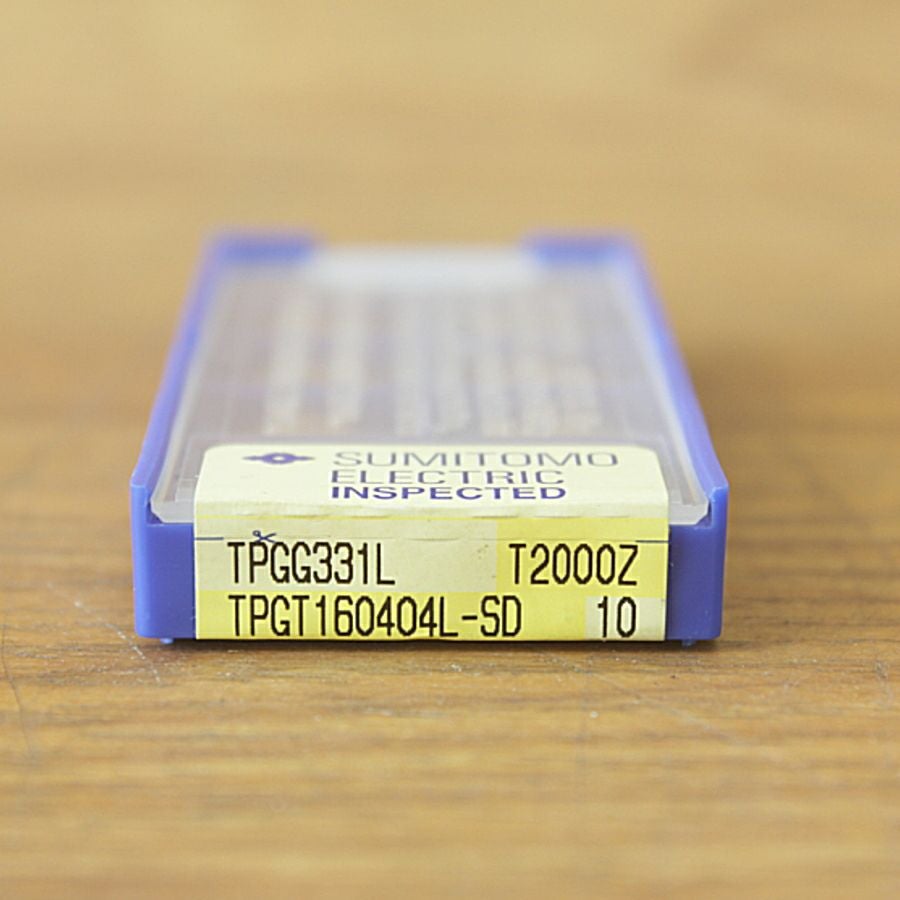 SUMITOMO
ELECTRIC
INSPECTED
TPGG331L T2000Z
TPGT160404L-SD 10